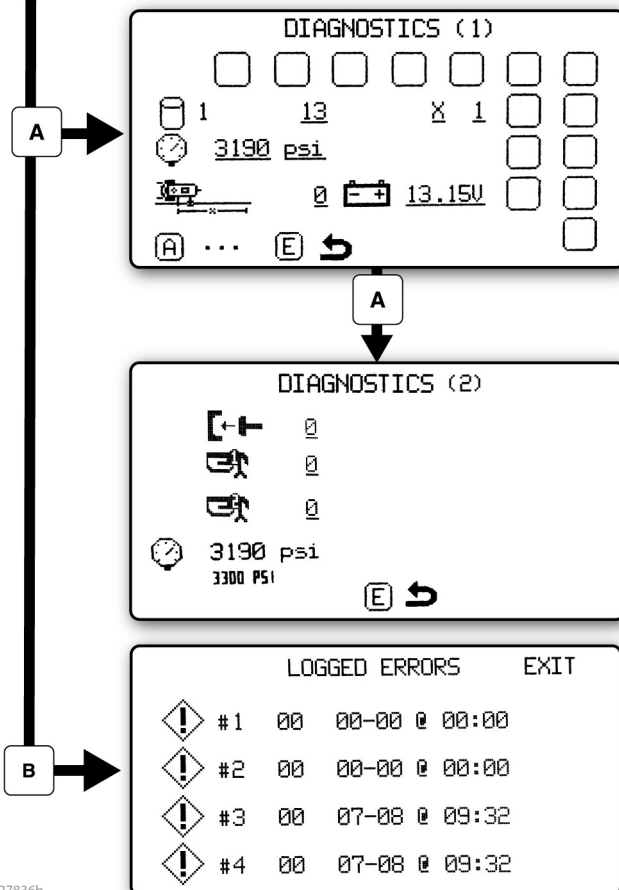 DIAGNOSTICS (1)
1 13 X 1
A
3190 psi
x
0 - + 13.15V
A ... E
A
DIAGNOSTICS (2)
0
0
0
3190 psi
3300 PSI
E
LOGGED ERRORS EXIT
! #1 00 00-00 @ 00:00
! #2 00 00-00 @ 00:00
B
! #3 00 07-08 @ 09:32
! #4 00 07-08 @ 09:32